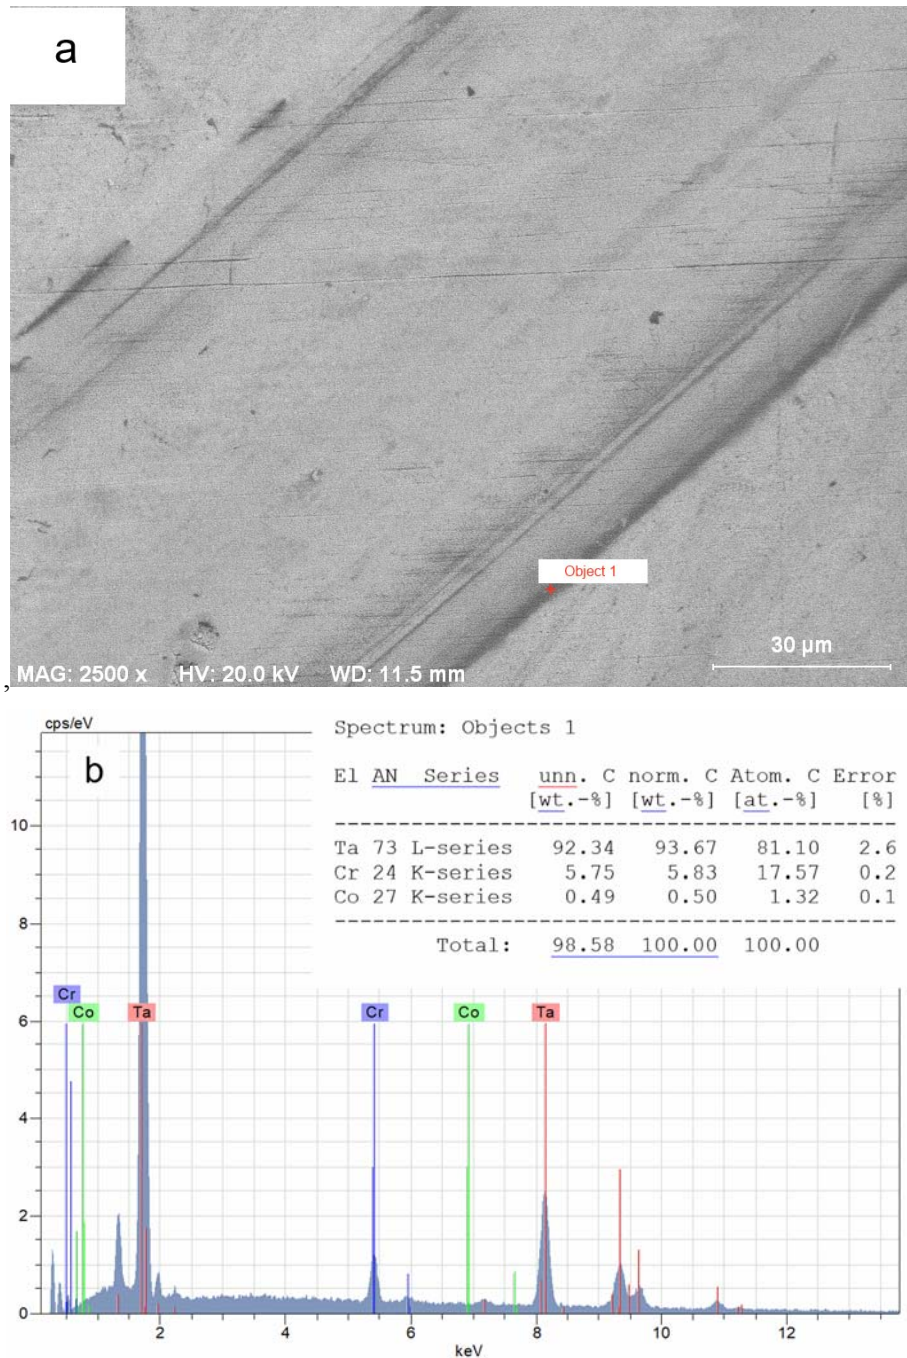 a
Object 1
30 µm
MAG: 2500 x HV: 20.0 kV WD: 11.5 mm
,
cps/eV
b
Spectrum: Objects 1
El AN Series unn. C norm. C Atom. C Error
[wt.-%] [wt.-%] [at.-%] [%]
Ta 73 L-series 92.34 93.67 81.10 2.6
Cr 24 K-series 5.75 5.83 17.57 0.2
Co 27 K-series 0.49 0.50 1.32 0.1
Total: 98.58 100.00 100.00
10
8
Cr
Co Ta Cr Co Ta
6
4
2
0
2 4 6 8 10 12
keV